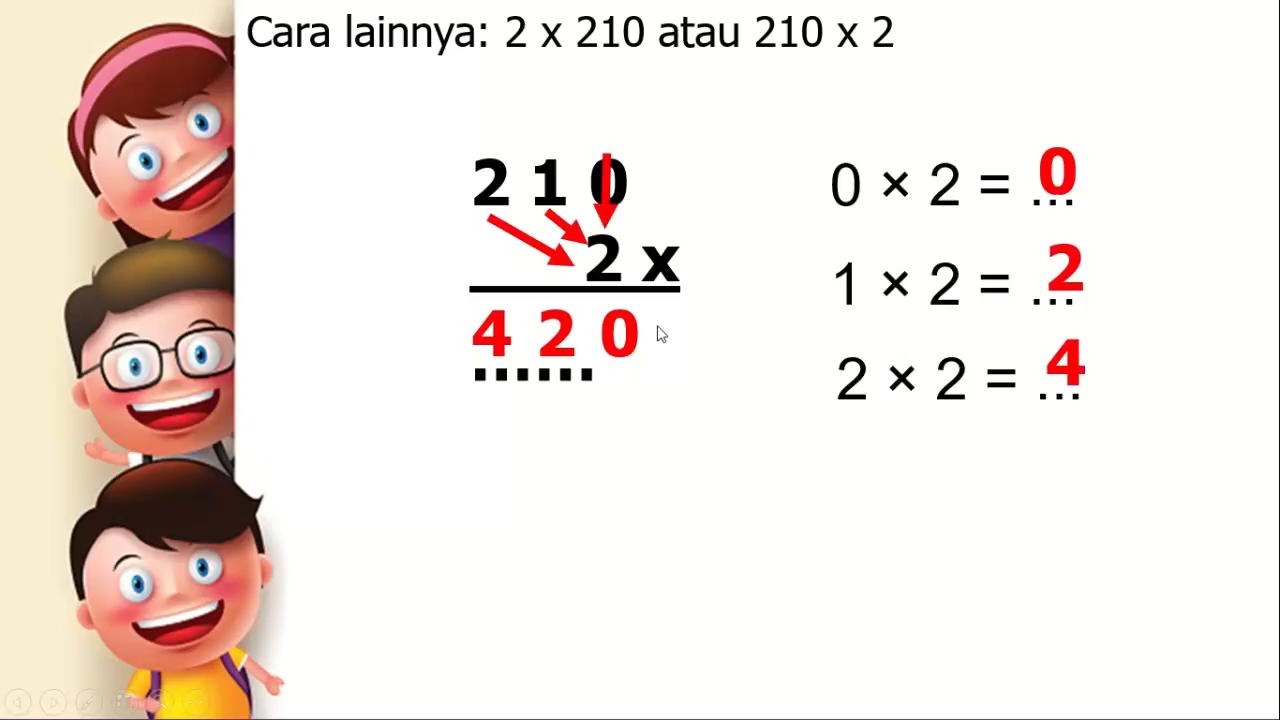 Cara lainnya: 2 x 210 atau 210 x 2
2 1 0
2 x
4 2 0
......
0 × 2 = 0
...
1 × 2 = 2
...
2 × 2 = 4
...